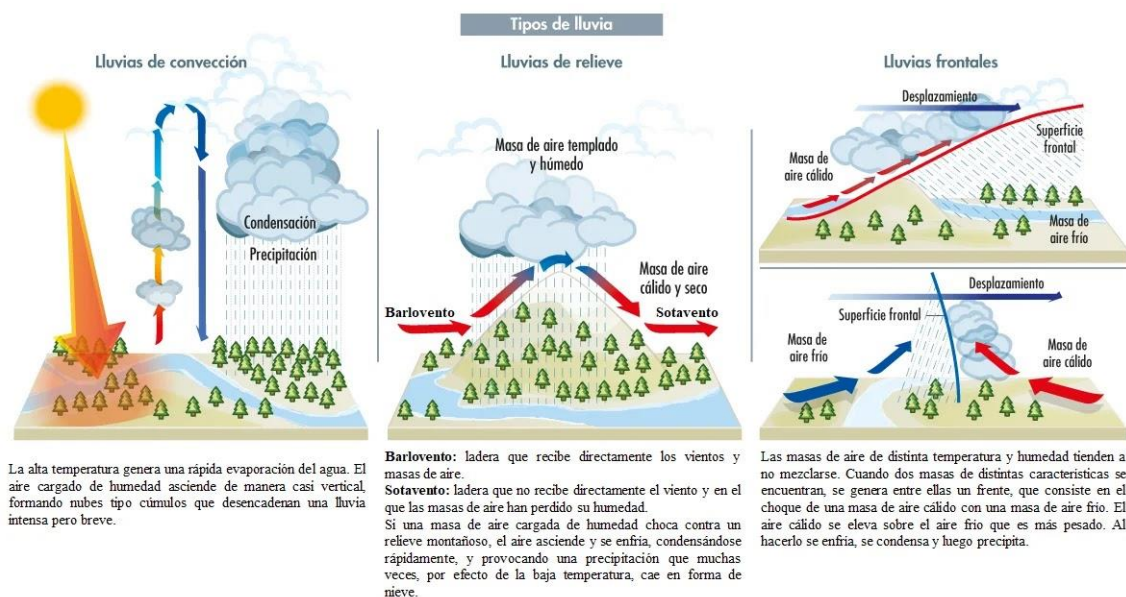 Tipos de lluvia
Lluvias de convección
Condensación
Precipitación
La alta temperatura genera una rápida evaporación del agua. El
aire cargado de humedad asciende de manera casi vertical,
formando nubes tipo cúmulos que desencadenan una lluvia
intensa pero breve.
Lluvias de relieve
Masa de aire templado
y húmedo
Masa de aire
cálido y seco
Barlovento
Sotavento
Barlovento: ladera que recibe directamente los vientos y
masas de aire.
Sotavento: ladera que no recibe directamente el viento y en el
que las masas de aire han perdido su humedad.
Si una masa de aire cargada de humedad choca contra un
relieve montañoso, el aire asciende y se enfría, condensándose
rápidamente, y provocando una precipitación que muchas
veces, por efecto de la baja temperatura, cae en forma de
nieve.
Lluvias frontales
Desplazamiento
Superficie
frontal
Masa de
aire cálido
Masa de
aire frío
Desplazamiento
Superficie frontal
Masa de
aire frío
Masa de
aire cálido
Las masas de aire de distinta temperatura y humedad tienden a
no mezclarse. Cuando dos masas de distintas características se
encuentran, se genera entre ellas un frente, que consiste en el
choque de una masa de aire cálido con una masa de aire frío. El
aire cálido se eleva sobre el aire frio que es más pesado. Al
hacerlo se enfría, se condensa y luego precipita.